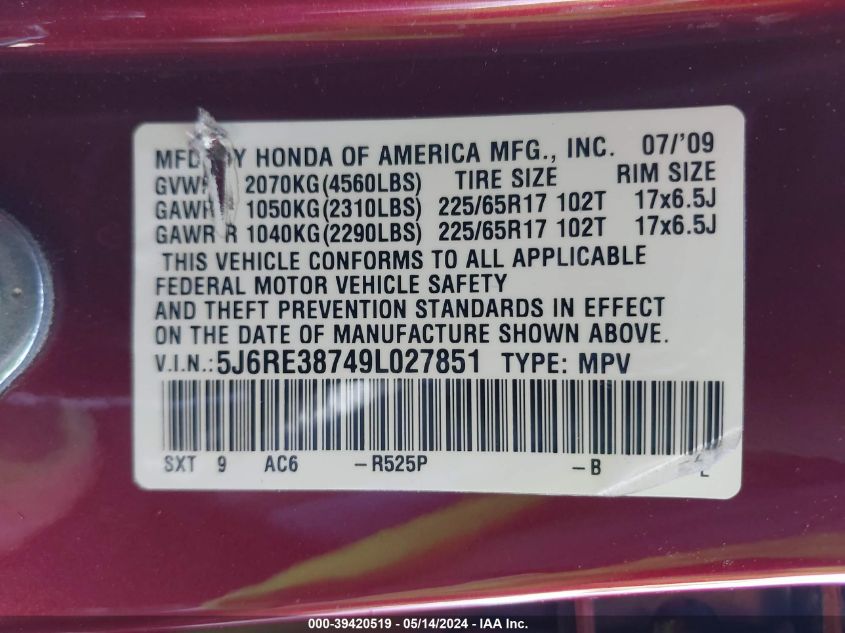 MFD BY HONDA OF AMERICA MFG., INC. 07/'09
GVWR 2070KG(4560LBS) TIRE SIZE RIM SIZE
GAWR 1050KG(2310LBS) 225/65R17 102T 17x6.5J
GAWR R 1040KG(2290LBS) 225/65R17 102T 17x6.5J
THIS VEHICLE CONFORMS TO ALL APPLICABLE
FEDERAL MOTOR VEHICLE SAFETY
AND THEFT PREVENTION STANDARDS IN EFFECT
ON THE DATE OF MANUFACTURE SHOWN ABOVE.
V.I.N.: 5J6RE38749L027851 TYPE: MPV
SXT 9 AC6 -R525P -B
000-39420519 - 05/14/2024 - IAA Inc.